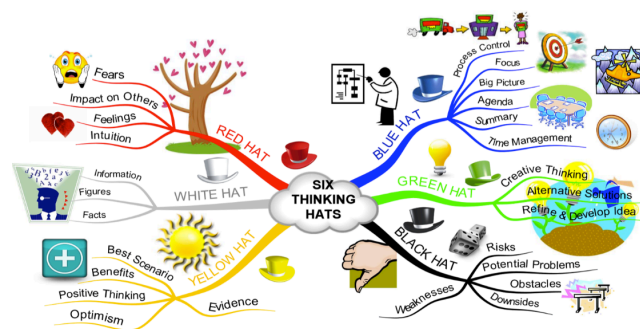 SIX
THINKING
HATS
BLUE HAT
Process Control
Focus
Big Picture
Agenda
Summary
Time Management
GREEN HAT
Creative Thinking
Alternative Solutions
Refine & Develop Idea
BLACK HAT
Risks
Potential Problems
Obstacles
Downsides
Weaknesses
YELLOW HAT
Evidence
Best Scenario
Benefits
Positive Thinking
Optimism
WHITE HAT
Information
Figures
Facts
RED HAT
Fears
Impact on Others
Feelings
Intuition